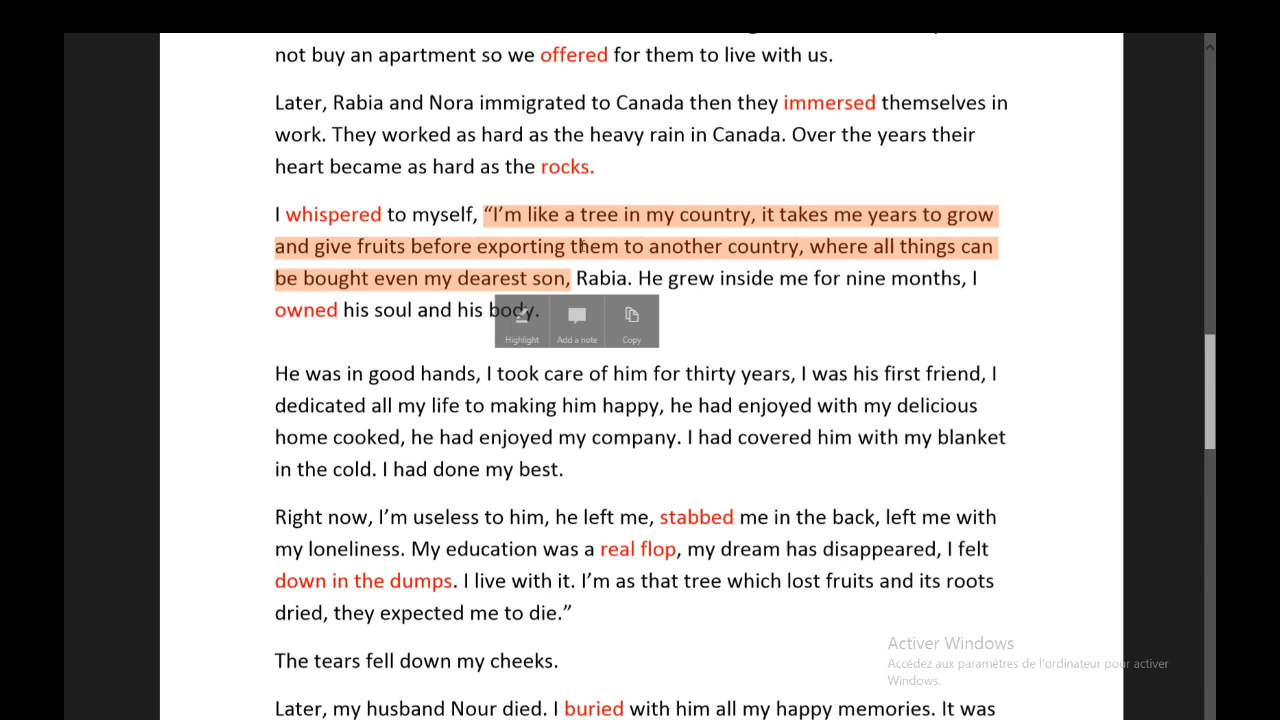 not buy an apartment so we offered for them to live with us.
Later, Rabia and Nora immigrated to Canada then they immersed themselves in
work. They worked as hard as the heavy rain in Canada. Over the years their
heart became as hard as the rocks.
I whispered to myself, “I’m like a tree in my country, it takes me years to grow
and give fruits before exporting them to another country, where all things can
be bought even my dearest son, Rabia. He grew inside me for nine months, I
owned his soul and his body.
Highlight
Add a note
Copy
He was in good hands, I took care of him for thirty years, I was his first friend, I
dedicated all my life to making him happy, he had enjoyed with my delicious
home cooked, he had enjoyed my company. I had covered him with my blanket
in the cold. I had done my best.
Right now, I’m useless to him, he left me, stabbed me in the back, left me with
my loneliness. My education was a real flop, my dream has disappeared, I felt
down in the dumps. I live with it. I’m as that tree which lost fruits and its roots
dried, they expected me to die.”
Activer Windows
Accédez aux paramètres de l'ordinateur pour activer
Windows.
The tears fell down my cheeks.
Later, my husband Nour died. I buried with him all my happy memories. It was